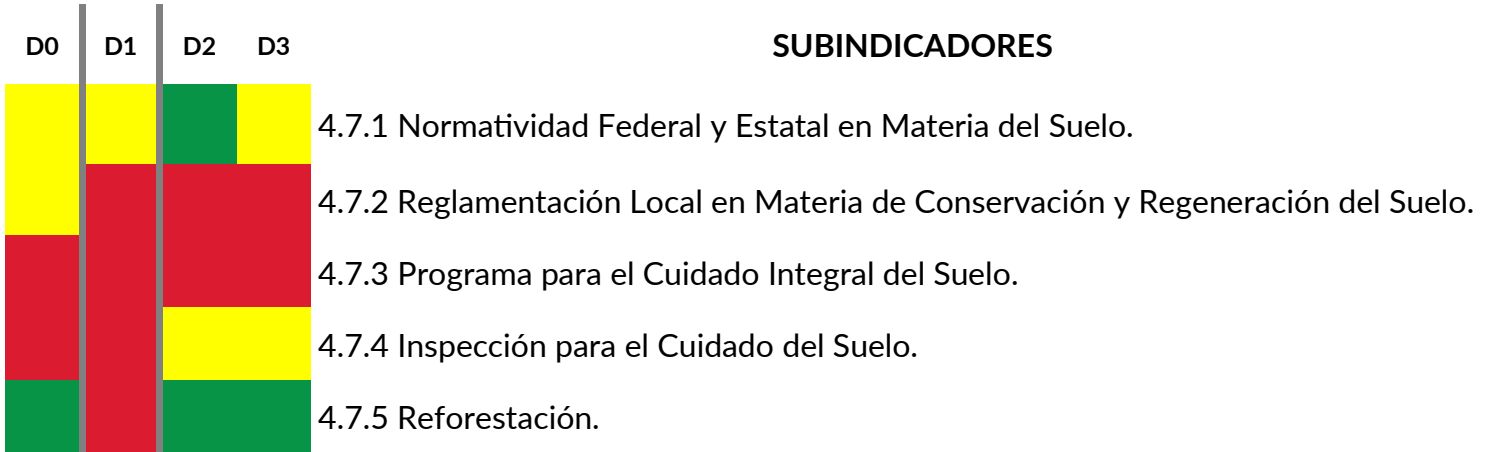 D0 D1 D2 D3 SUBINDICADORES
4.7.1 Normatividad Federal y Estatal en Materia del Suelo.
4.7.2 Reglamentación Local en Materia de Conservación y Regeneración del Suelo.
4.7.3 Programa para el Cuidado Integral del Suelo.
4.7.4 Inspección para el Cuidado del Suelo.
4.7.5 Reforestación.